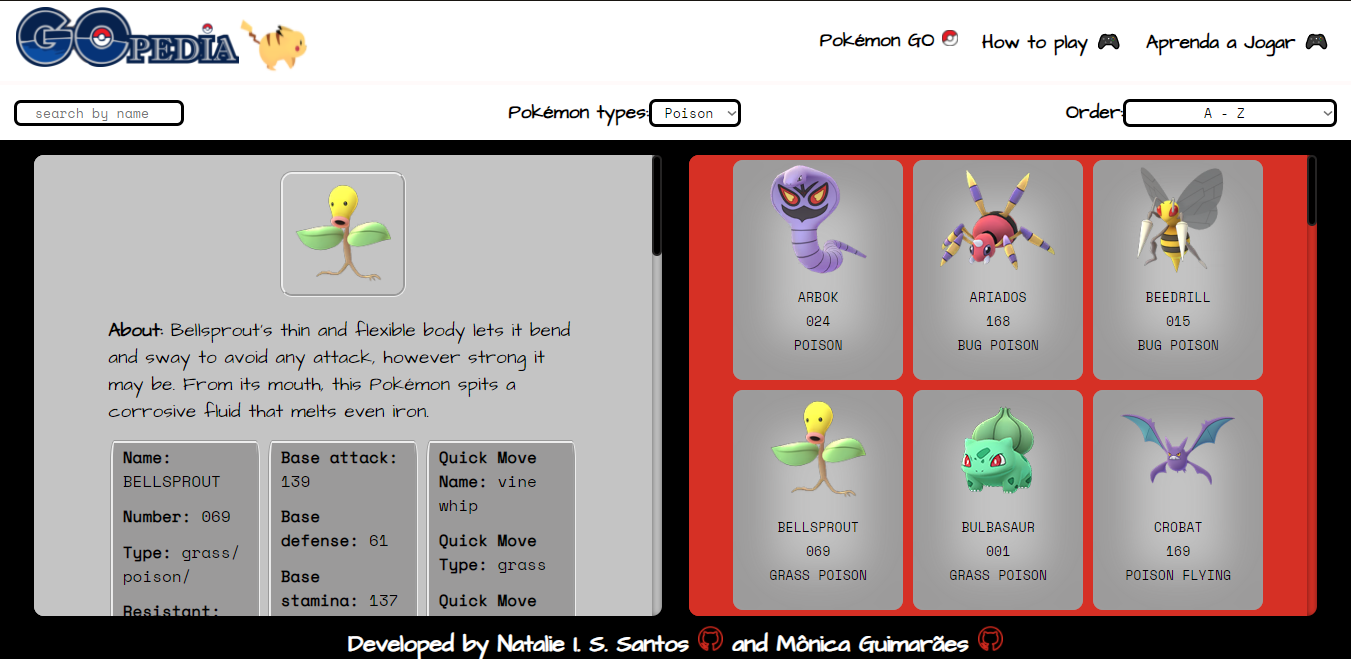 GOPEDIA
Pokémon GO How to play Aprenda a Jogar
search by name Pokémon types: Poison Order: A - Z
About: Bellsprout's thin and flexible body lets it bend
and sway to avoid any attack, however strong it
may be. From its mouth, this Pokémon spits a
corrosive fluid that melts even iron.
Name:
BELLSPROUT
Number: 069
Type: grass/
poison/
Resistant:
Base attack:
139
Base
defense: 61
Base
stamina: 137
Quick Move
Name: vine
whip
Quick Move
Type: grass
Quick Move
ARBOK
024
POISON
ARIADOS
168
BUG POISON
BEEDRILL
015
BUG POISON
BELLSPROUT
069
GRASS POISON
BULBASAUR
001
GRASS POISON
CROBAT
169
POISON FLYING
Developed by Natalie I. S. Santos and Mônica Guimarães